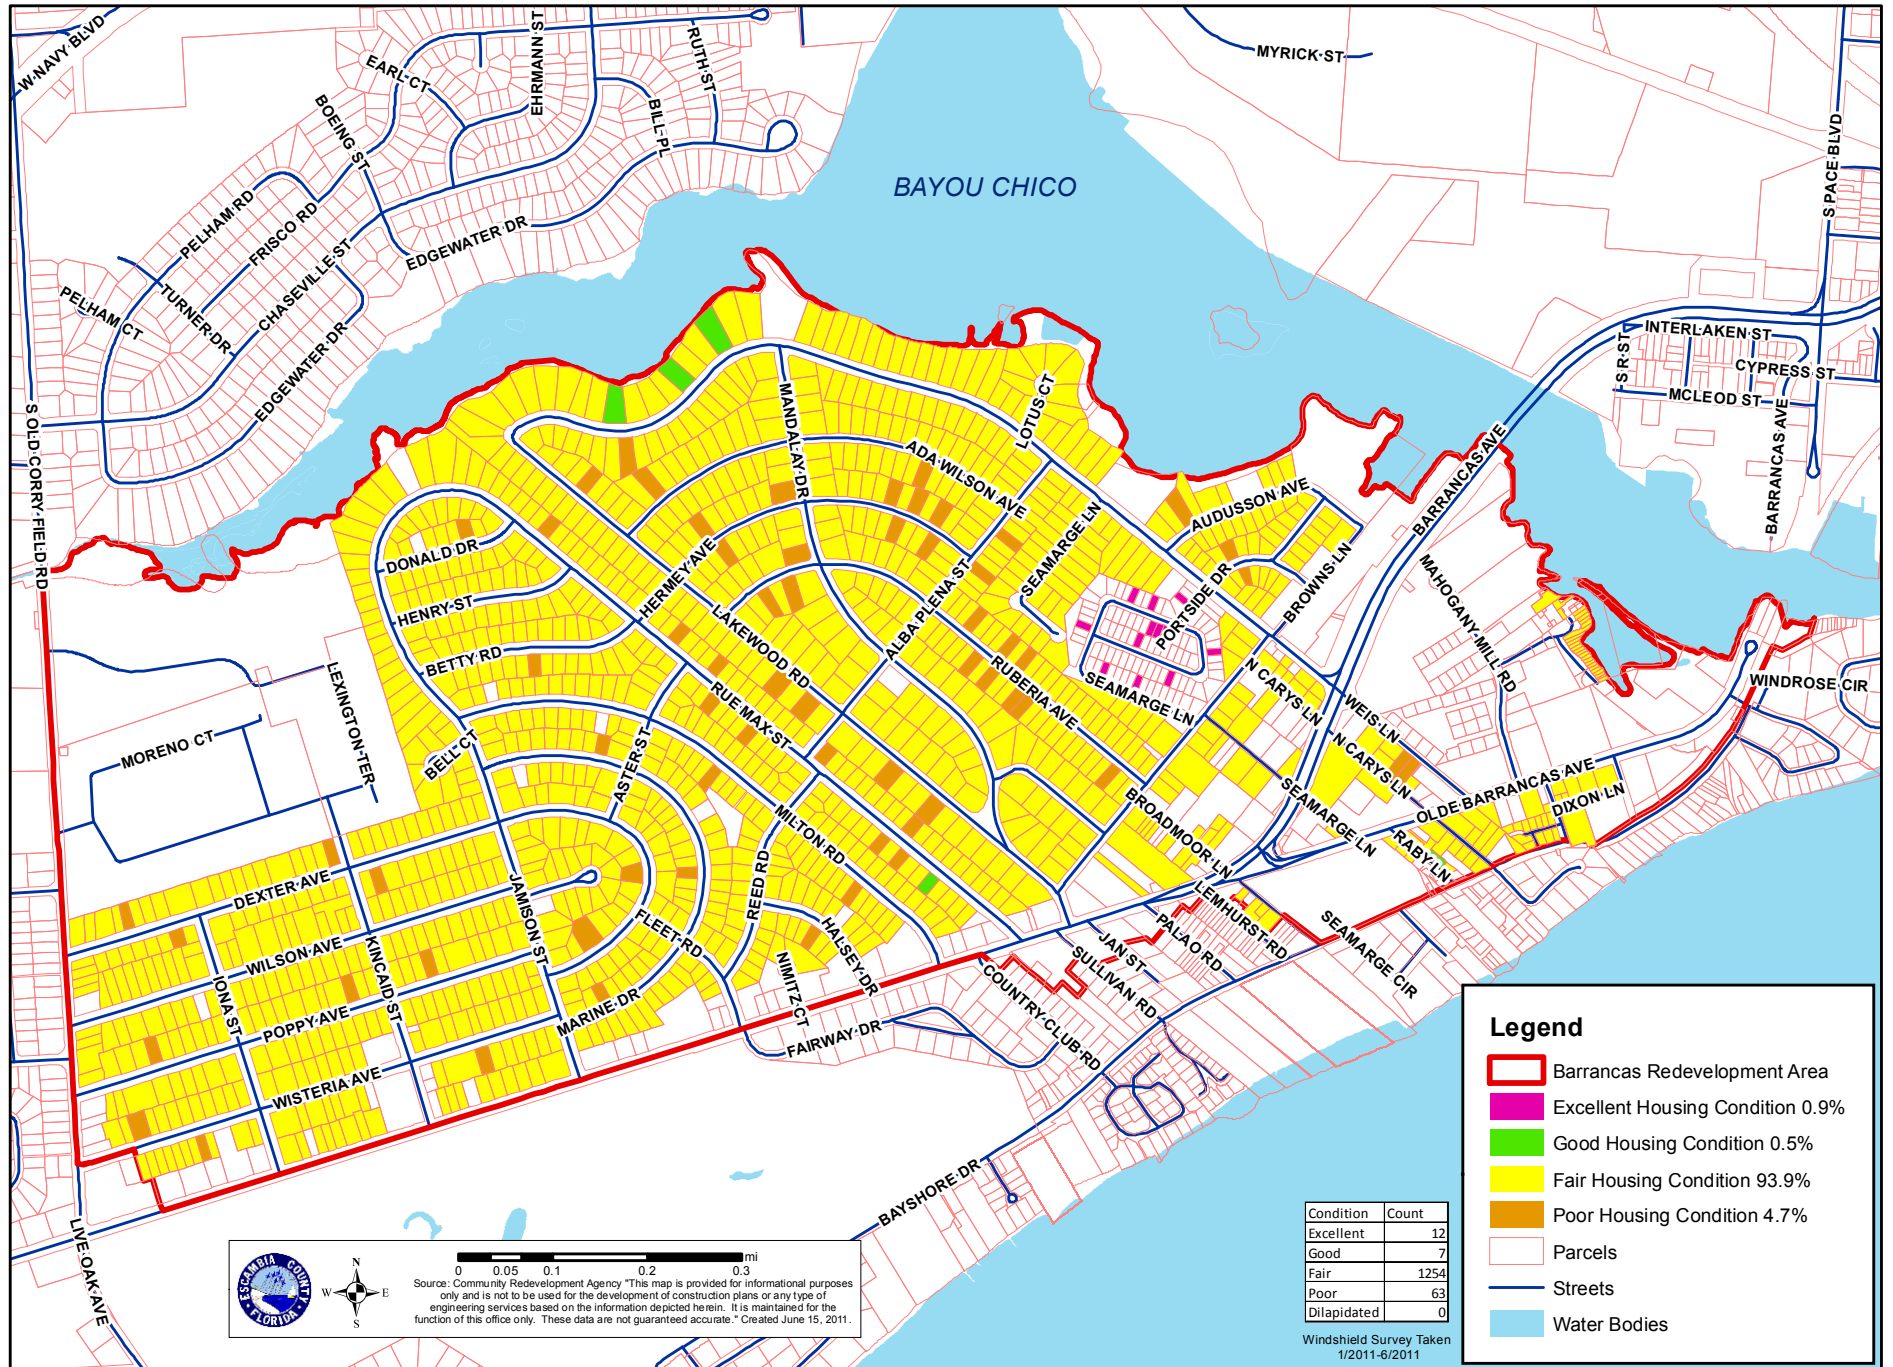 W NAVY BLVD
EARL CT
EHRMANN ST
RUTH ST
BOEING ST
BILL PL
MYRICK ST
S PACE BLVD
BAYOU CHICO
PELHAM RD
FRISCO RD
EDGEWATER DR
CHASEVILLE ST
PELHAM CT
TURNER DR
EDGEWATER DR
INTERLAKEN ST
S R ST
CYPRESS ST
MCLEOD ST
BARRANCAS AVE
S OLD CORRY FIELD RD
MANDALAY DR
LOTUS CT
ADA WILSON AVE
BARRANCAS AVE
AUDUSSON AVE
SEAMARGE LN
DONALD DR
HERMEY AVE
ALBA PLENA ST
PORTSIDE DR
BROWNS LN
MAHOGANY MILL RD
HENRY ST
LAKEWOOD RD
BETTY RD
RUBERIA AVE
SEAMARGE LN
N CARYS LN
WEIS LN
WINDROSE CIR
LEXINGTON TER
RUE MAX ST
MORENO CT
BELL CT
ASTER ST
N CARYS LN
OLDE BARRANCAS AVE
DIXON LN
SEAMARGE LN
MILTON RD
BROADMOOR LN
RABY LN
DEXTER AVE
JAMISON ST
REED RD
LEMHURST RD
FLEET RD
HALSEY DR
WILSON AVE
KINCAID ST
PALAO RD
SEAMARGE CIR
JAN ST
SULLIVAN RD
IONA ST
POPPY AVE
MARINE DR
NIMITZ CT
COUNTRY CLUB RD
FAIRWAY DR
WISTERIA AVE
BAYSHORE DR
LIVE OAK AVE
Legend
Barrancas Redevelopment Area
Excellent Housing Condition 0.9%
Good Housing Condition 0.5%
Fair Housing Condition 93.9%
Poor Housing Condition 4.7%
Parcels
Streets
Water Bodies
Condition Count
Excellent 12
Good 7
Fair 1254
Poor 63
Dilapidated 0
Windshield Survey Taken
1/2011-6/2011
ESCAMBIA COUNTY
FLORIDA
N
W E
S
0 0.05 0.1 0.2 0.3 mi
Source: Community Redevelopment Agency "This map is provided for informational purposes
only and is not to be used for the development of construction plans or any type of
engineering services based on the information depicted herein. It is maintained for the
function of this office only. These data are not guaranteed accurate." Created June 15, 2011.